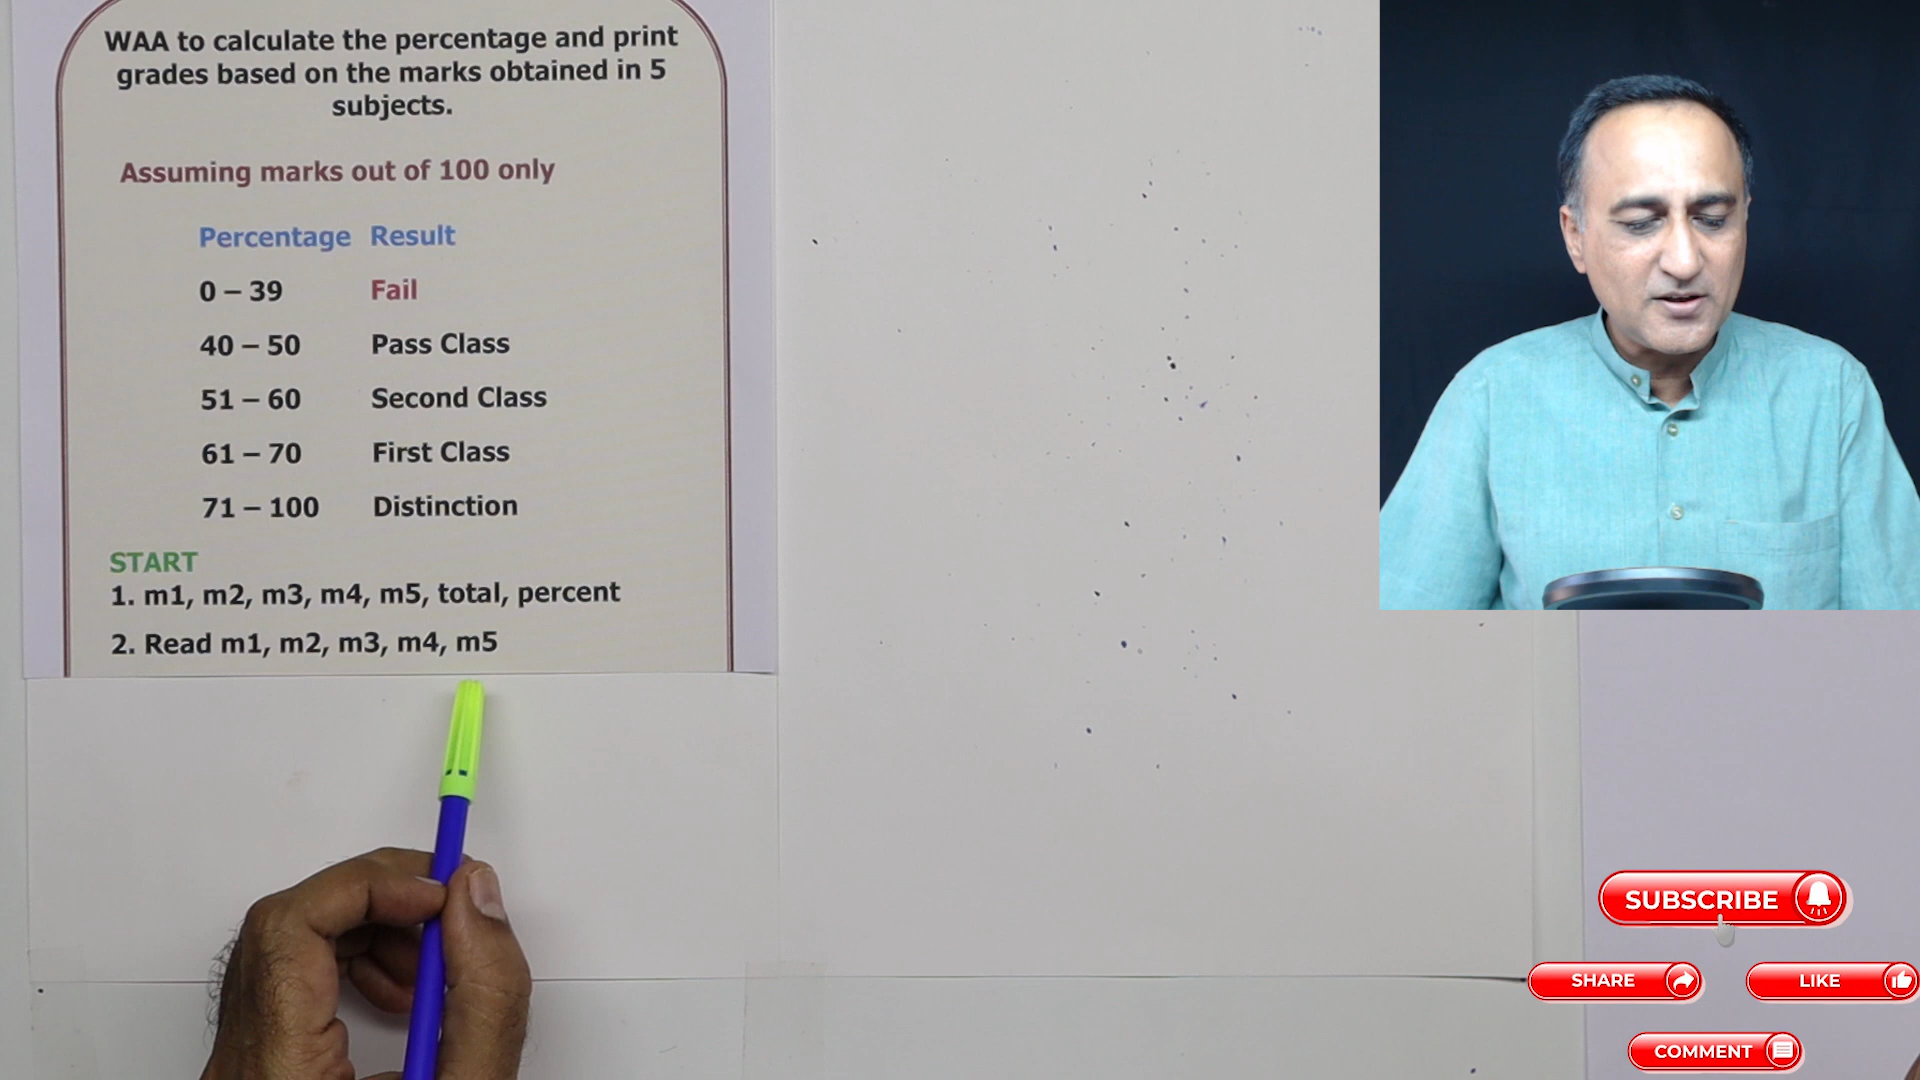 WAA to calculate the percentage and print
grades based on the marks obtained in 5
subjects.
Assuming marks out of 100 only
Percentage Result
0 – 39 Fail
40 – 50 Pass Class
51 – 60 Second Class
61 – 70 First Class
71 – 100 Distinction
START
1. m1, m2, m3, m4, m5, total, percent
2. Read m1, m2, m3, m4, m5
SUBSCRIBE
SHARE
LIKE
COMMENT